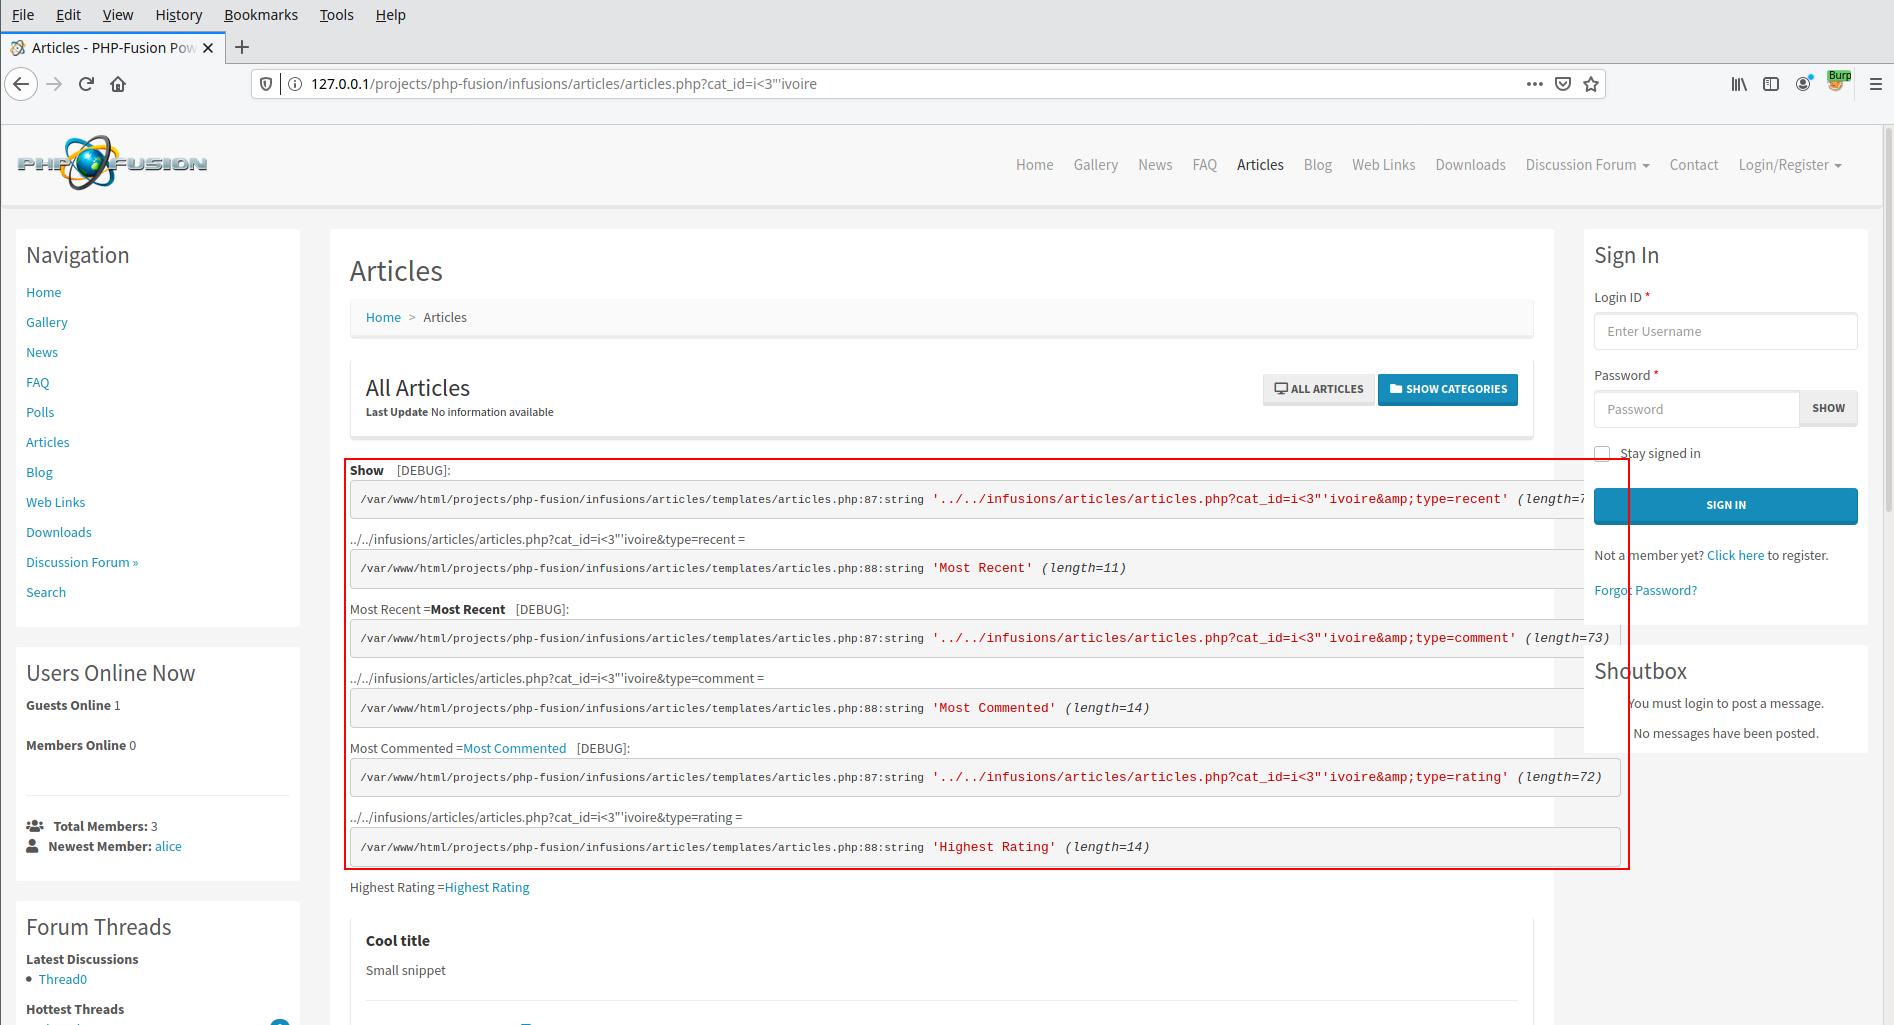 File Edit View History Bookmarks Tools Help
Articles - PHP-Fusion Pow
127.0.0.1/projects/php-fusion/infusions/articles/articles.php?cat_id=i<3"'ivoire
Burp
PHP FUSION
Home Gallery News FAQ Articles Blog Web Links Downloads Discussion Forum Contact Login/Register
Navigation
Home
Gallery
News
FAQ
Polls
Articles
Blog
Web Links
Downloads
Discussion Forum »
Search
Users Online Now
Guests Online 1
Members Online 0
Total Members: 3
Newest Member: alice
Forum Threads
Latest Discussions
Thread0
Hottest Threads
Articles
Home > Articles
All Articles
Last Update No information available
ALL ARTICLES
SHOW CATEGORIES
Show [DEBUG]:
/var/www/html/projects/php-fusion/infusions/articles/templates/articles.php:87:string '../../infusions/articles/articles.php?cat_id=i<3"'ivoire&amp;type=recent' (length=7
../../infusions/articles/articles.php?cat_id=i<3"'ivoire&type=recent =
/var/www/html/projects/php-fusion/infusions/articles/templates/articles.php:88:string 'Most Recent' (length=11)
Most Recent =Most Recent [DEBUG]:
/var/www/html/projects/php-fusion/infusions/articles/templates/articles.php:87:string '../../infusions/articles/articles.php?cat_id=i<3"'ivoire&amp;type=comment' (length=73)
../../infusions/articles/articles.php?cat_id=i<3"'ivoire&type=comment =
/var/www/html/projects/php-fusion/infusions/articles/templates/articles.php:88:string 'Most Commented' (length=14)
Most Commented =Most Commented [DEBUG]:
/var/www/html/projects/php-fusion/infusions/articles/templates/articles.php:87:string '../../infusions/articles/articles.php?cat_id=i<3"'ivoire&amp;type=rating' (length=72)
../../infusions/articles/articles.php?cat_id=i<3"'ivoire&type=rating =
/var/www/html/projects/php-fusion/infusions/articles/templates/articles.php:88:string 'Highest Rating' (length=14)
Highest Rating =Highest Rating
Cool title
Small snippet
Sign In
Login ID *
Enter Username
Password *
Password
SHOW
Stay signed in
SIGN IN
Not a member yet? Click here to register.
Forgot Password?
Shoutbox
You must login to post a message.
No messages have been posted.